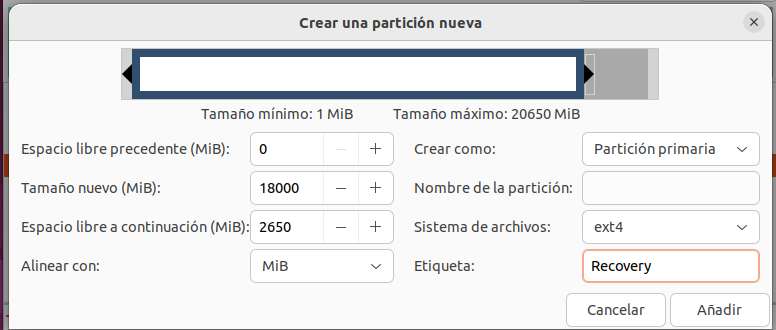 Crear una partición nueva
Tamaño mínimo: 1 MiB Tamaño máximo: 20650 MiB
Espacio libre precedente (MiB): 0 Crear como: Partición primaria
Tamaño nuevo (MiB): 18000 Nombre de la partición:
Espacio libre a continuación (MiB): 2650 Sistema de archivos: ext4
Alinear con: MiB Etiqueta: Recovery
Cancelar Añadir